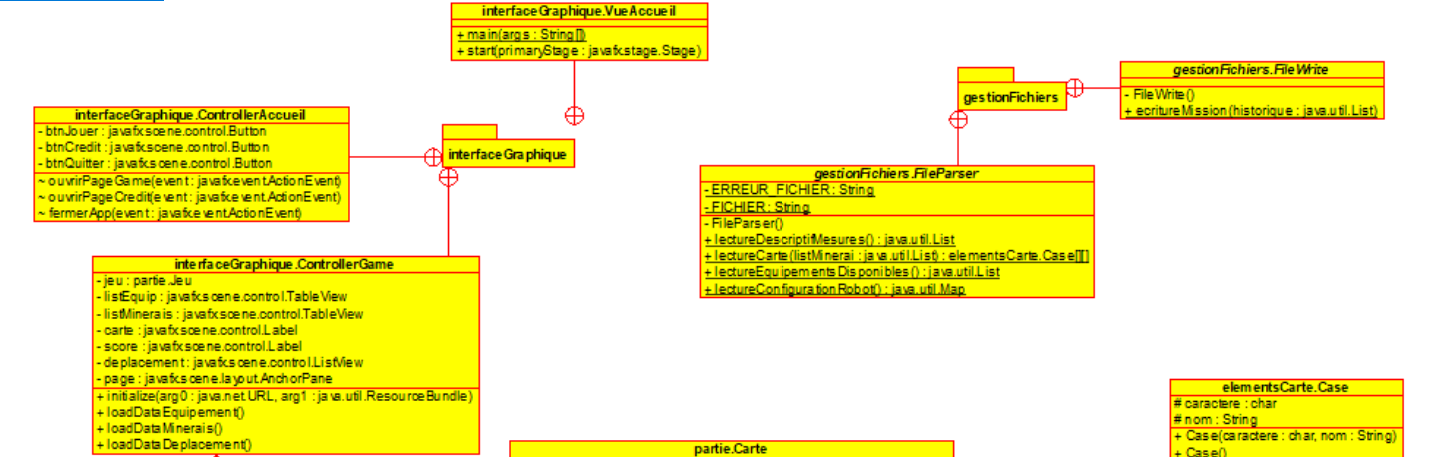 interfaceGraphique.VueAccueil
+ main(args : String[])
+ start(primaryStage : javafx.stage.Stage)
gestionFichiers
gestionFichiers.FileWrite
- FileWrite()
+ ecritureMission(historique : java.util.List)
interfaceGraphique.ControllerAccueil
- btnJouer : javafx.scene.control.Button
- btnCredit : javafx.scene.control.Button
- btnQuitter : javafx.scene.control.Button
~ ouvrirPageGame(event : javafx.event.ActionEvent)
~ ouvrirPageCredit(event : javafx.event.ActionEvent)
~ fermerApp(event : javafx.event.ActionEvent)
interfaceGraphique
gestionFichiers.FileParser
- ERREUR_FICHIER : String
- FICHIER : String
- FileParser()
+ lectureDescriptifMesures() : java.util.List
+ lectureCarte(listMinerai : java.util.List) : elementsCarte.Case[][]
+ lectureEquipementsDisponibles() : java.util.List
+ lectureConfigurationRobot() : java.util.Map
interfaceGraphique.ControllerGame
- jeu : partie.Jeu
- listEquip : javafx.scene.control.TableView
- listMinerais : javafx.scene.control.TableView
- carte : javafx.scene.control.Label
- score : javafx.scene.control.Label
- deplacement : javafx.scene.control.ListView
- page : javafx.scene.layout.AnchorPane
+ initialize(arg0 : java.net.URL, arg1 : java.util.ResourceBundle)
+ loadDataEquipement()
+ loadDataMinerais()
+ loadDataDeplacement()
partie.Carte
elementsCarte.Case
# caractere : char
# nom : String
+ Case(caractere : char, nom : String)
+ Case()